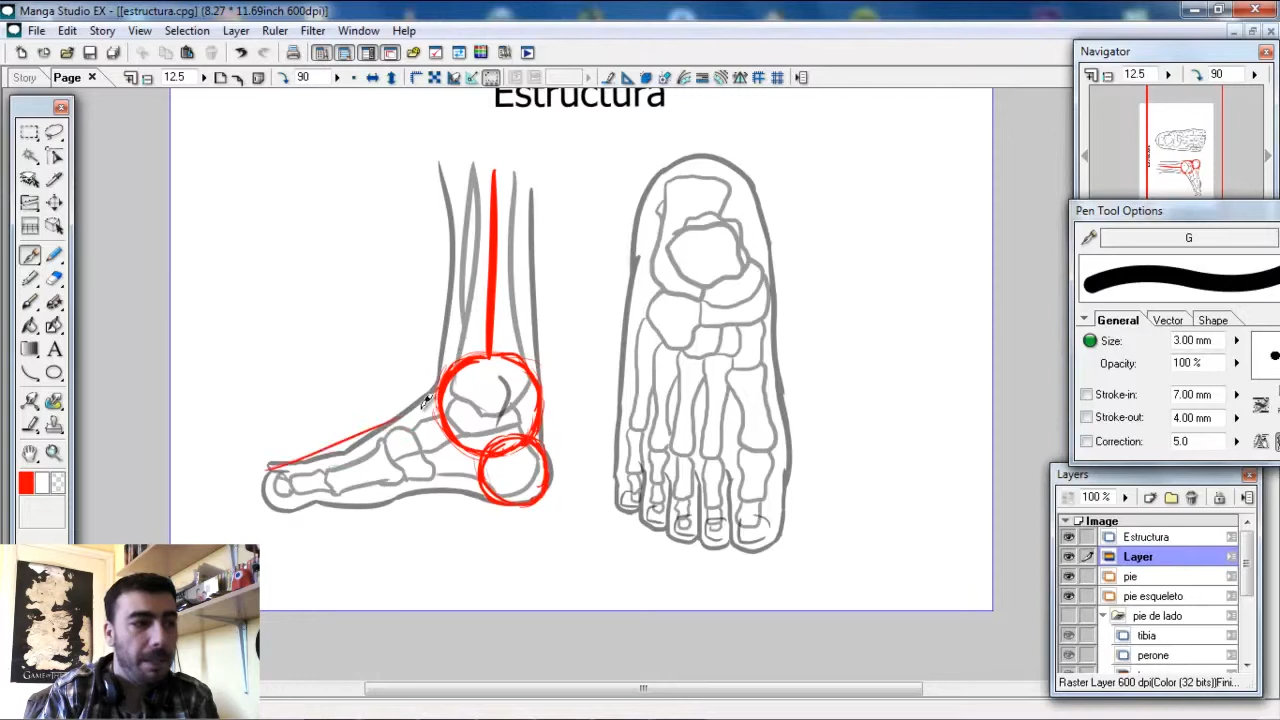 Manga Studio EX - [[estructura.cpg] (8.27 * 11.69inch 600dpi)]
File Edit Story View Selection Layer Ruler Filter Window Help
Story Page 12.5 90
Estructura
Navigator
12.5 90
Pen Tool Options
G
General Vector Shape
Size: 3.00 mm
Opacity: 100 %
Stroke-in: 7.00 mm
Stroke-out: 4.00 mm
Correction: 5.0
Layers
100 %
Image
Estructura
Layer
pie
pie esqueleto
pie de lado
tibia
perone
Raster Layer 600 dpi(Color (32 bits))Fini...
GAME OF THR